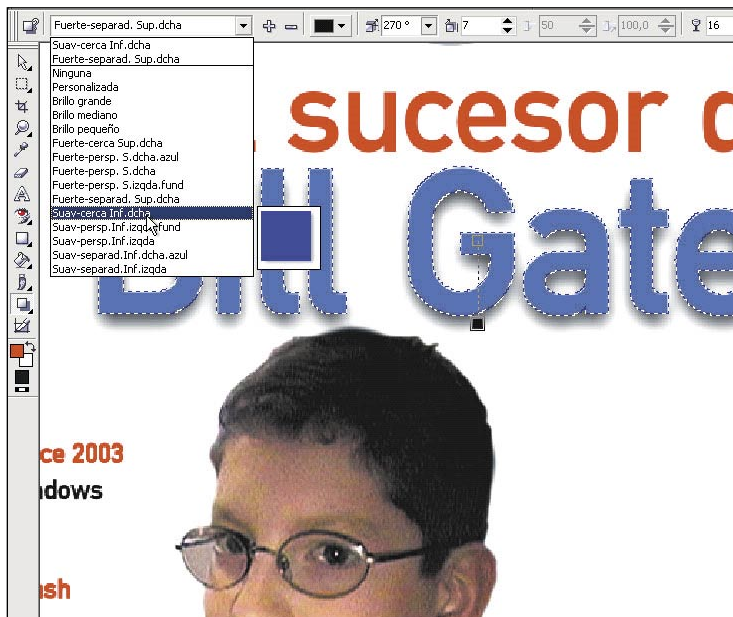 Fuerte-separad. Sup.dcha 270 ° 7 50 100,0 16
Suav-cerca Inf.dcha
Fuerte-separad. Sup.dcha
Ninguna
Personalizada
Brillo grande
Brillo mediano
Brillo pequeño
Fuerte-cerca Sup.dcha
Fuerte-persp. S.dcha.azul
Fuerte-persp. S.dcha
Fuerte-persp. S.izqda.fund
Fuerte-separad. Sup.dcha
Suav-cerca Inf.dcha
Suav-persp.Inf.izqda.fund
Suav-persp.Inf.izqda
Suav-separad.Inf.dcha.azul
Suav-separad.Inf.izqda
sucesor d
Bill Gate
ce 2003
dows
sh